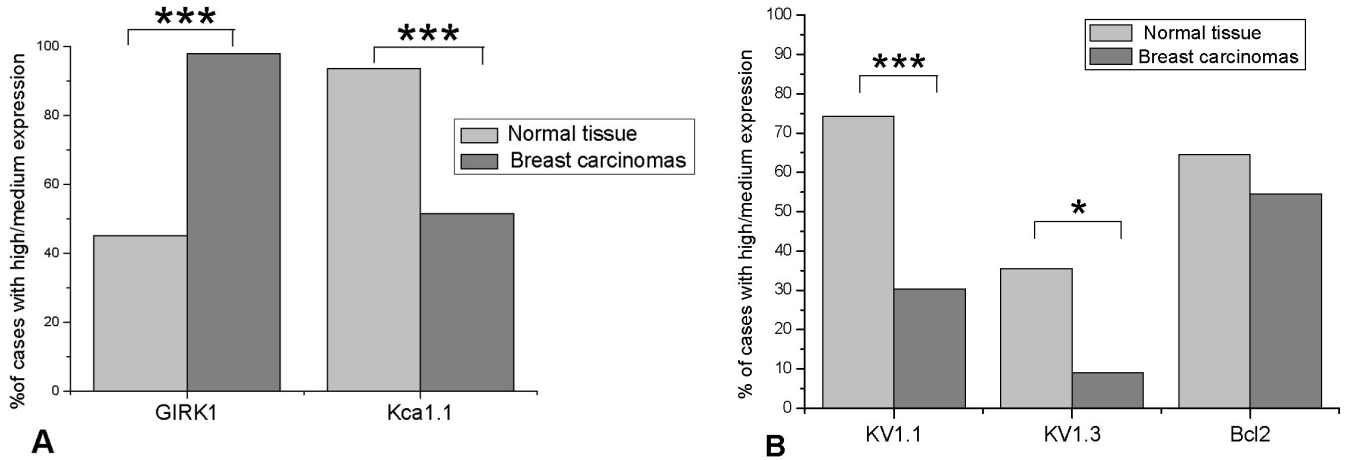 %of cases with high/medium expression
100
80
60
40
20
0
***
***
Normal tissue
Breast carcinomas
GIRK1
Kca1.1
A
% of cases with high/medium expression
100
90
80
70
60
50
40
30
20
10
0
***
*
Normal tissue
Breast carcinomas
KV1.1
KV1.3
Bcl2
B